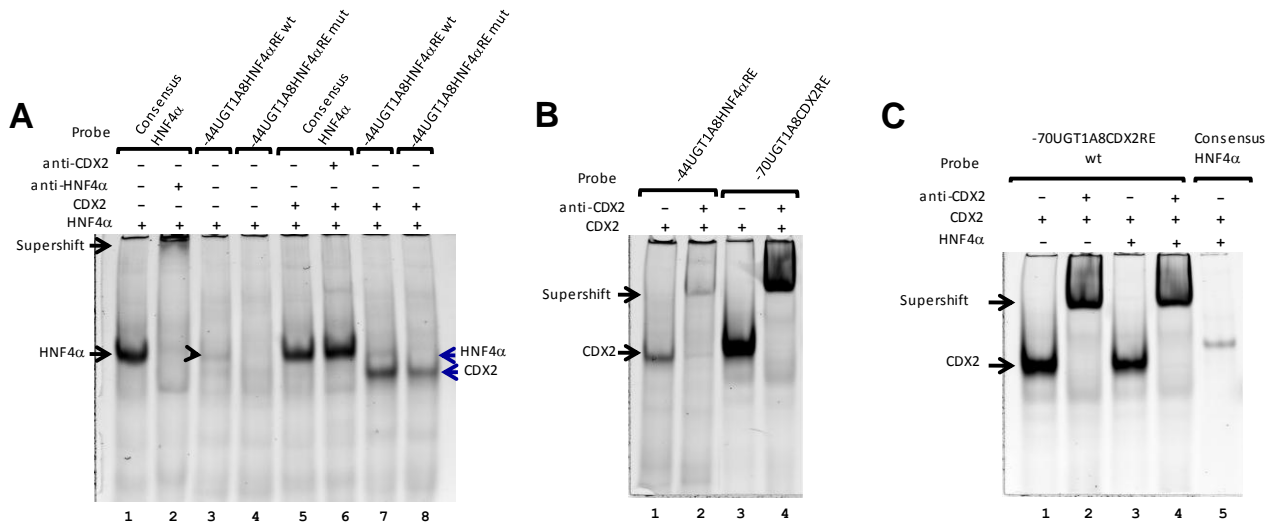 A
Probe
Consensus
HNF4α
-44UGT1A8HNF4αRE wt
-44UGT1A8HNF4αRE mut
Consensus
HNF4α
-44UGT1A8HNF4αRE wt
-44UGT1A8HNF4αRE mut
anti-CDX2 – – – – – + – –
anti-HNF4α – + – – – – – –
CDX2 – – – – + + + +
HNF4α + + + + + + + +
Supershift
HNF4α
HNF4α
CDX2
1 2 3 4 5 6 7 8
B
Probe
-44UGT1A8HNF4αRE
-70UGT1A8CDX2RE
anti-CDX2 – + – +
CDX2 + + + +
Supershift
CDX2
1 2 3 4
C
Probe
-70UGT1A8CDX2RE
wt
Consensus
HNF4α
anti-CDX2 – + – + –
CDX2 + + + + +
HNF4α – – + + +
Supershift
CDX2
1 2 3 4 5